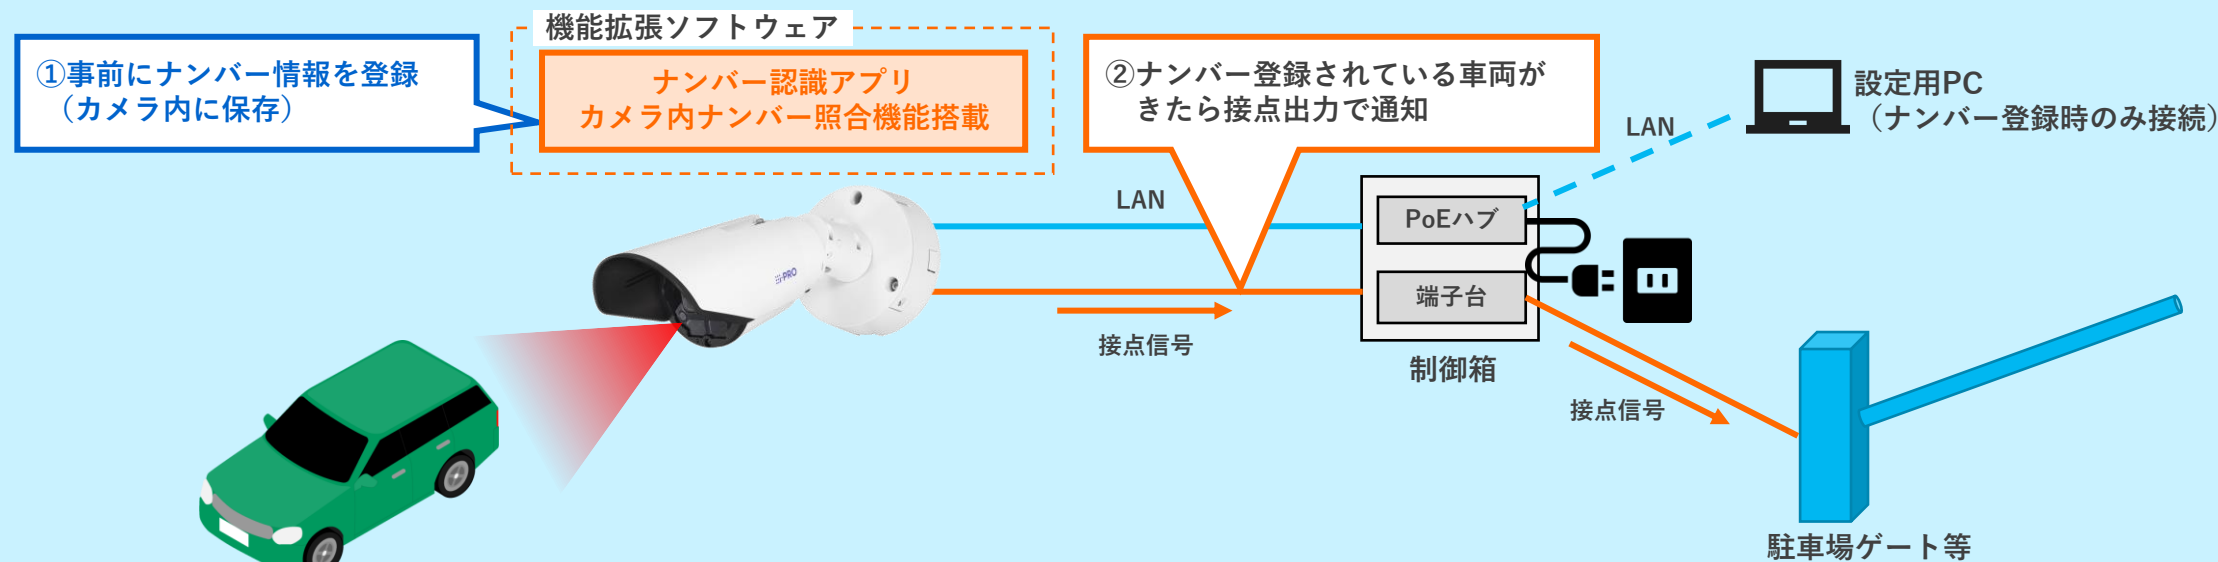 機能拡張ソフトウェア
①事前にナンバー情報を登録
（カメラ内に保存）
ナンバー認識アプリ
カメラ内ナンバー照合機能搭載
②ナンバー登録されている車両が
きたら接点出力で通知
設定用PC
（ナンバー登録時のみ接続）
LAN
LAN
PoEハブ
i-PRO
端子台
接点信号
制御箱
接点信号
駐車場ゲート等